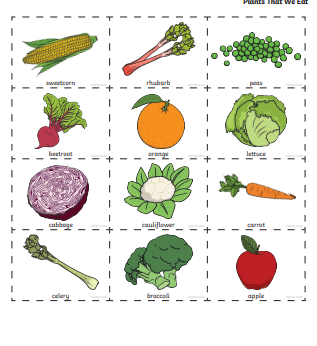 Plants That We Eat
sweetcorn
rhubarb
peas
beetroot
orange
lettuce
cabbage
cauliflower
carrot
celery
broccoli
apple